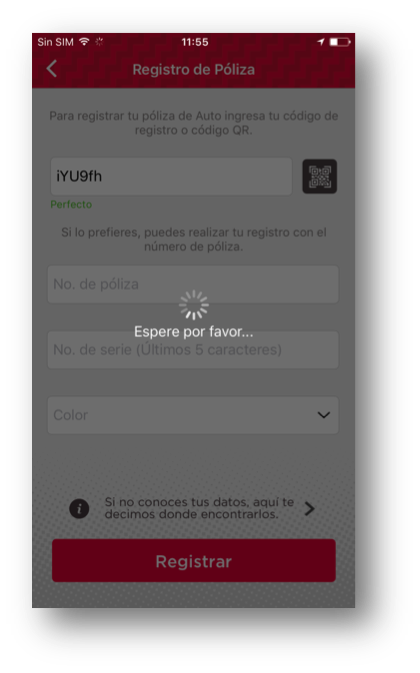 Sin SIM 11:55
Registro de Póliza
Para registrar tu póliza de Auto ingresa tu código de
registro o código QR.
iYU9fh
Perfecto
Si lo prefieres, puedes realizar tu registro con el
número de póliza.
No. de póliza
Espere por favor...
No. de serie (Últimos 5 caracteres)
Color
Si no conoces tus datos, aquí te
decimos donde encontrarlos.
Registrar